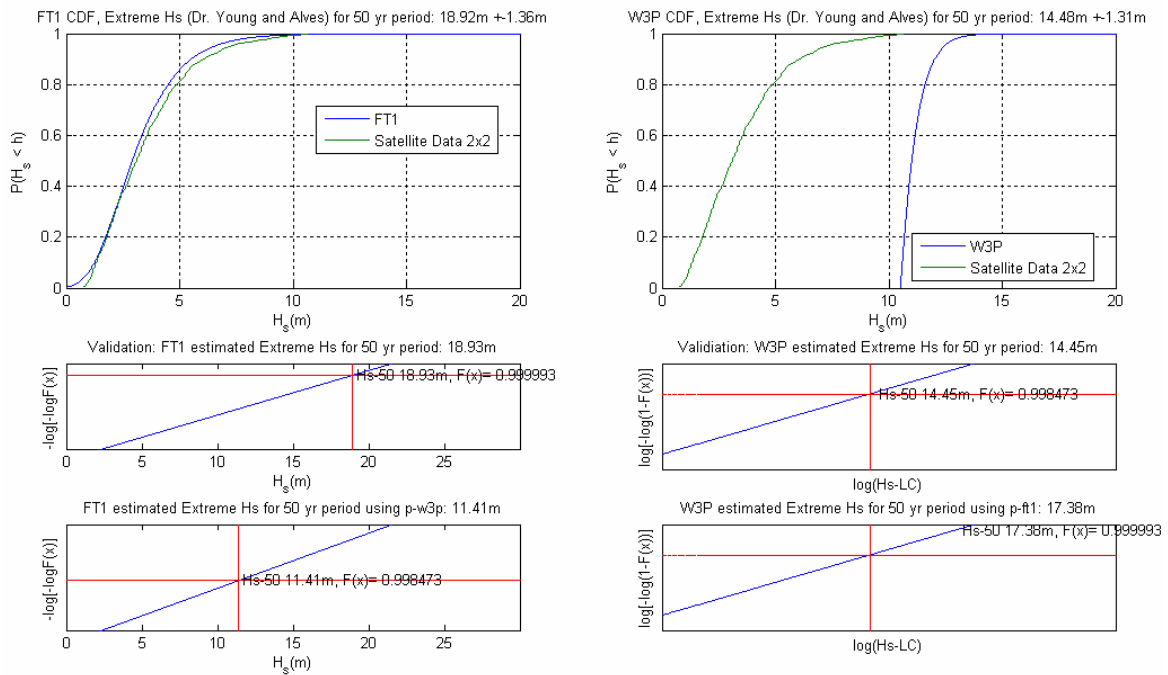 FT1 CDF, Extreme Hs (Dr. Young and Alves) for 50 yr period: 18.92m +-1.36m
1
0.8
0.6
0.4
0.2
0
P(Hs < h)
FT1
Satellite Data 2x2
0 5 10 15 20
Hs(m)
W3P CDF, Extreme Hs (Dr. Young and Alves) for 50 yr period: 14.48m +-1.31m
1
0.8
0.6
0.4
0.2
0
P(Hs < h)
W3P
Satellite Data 2x2
0 5 10 15 20
Hs(m)
Validation: FT1 estimated Extreme Hs for 50 yr period: 18.93m
-log[-logF(x)]
Hs-50 18.93m, F(x)= 0.999993
0 5 10 15 20 25
Hs(m)
Validiation: W3P estimated Extreme Hs for 50 yr period: 14.45m
log[-log(1-F(x))]
Hs-50 14.45m, F(x)= 0.998473
log(Hs-LC)
FT1 estimated Extreme Hs for 50 yr period using p-w3p: 11.41m
-log[-logF(x)]
Hs-50 11.41m, F(x)= 0.998473
0 5 10 15 20 25
Hs(m)
W3P estimated Extreme Hs for 50 yr period using p-ft1: 17.38m
log[-log(1-F(x))]
Hs-50 17.38m, F(x)= 0.999993
log(Hs-LC)